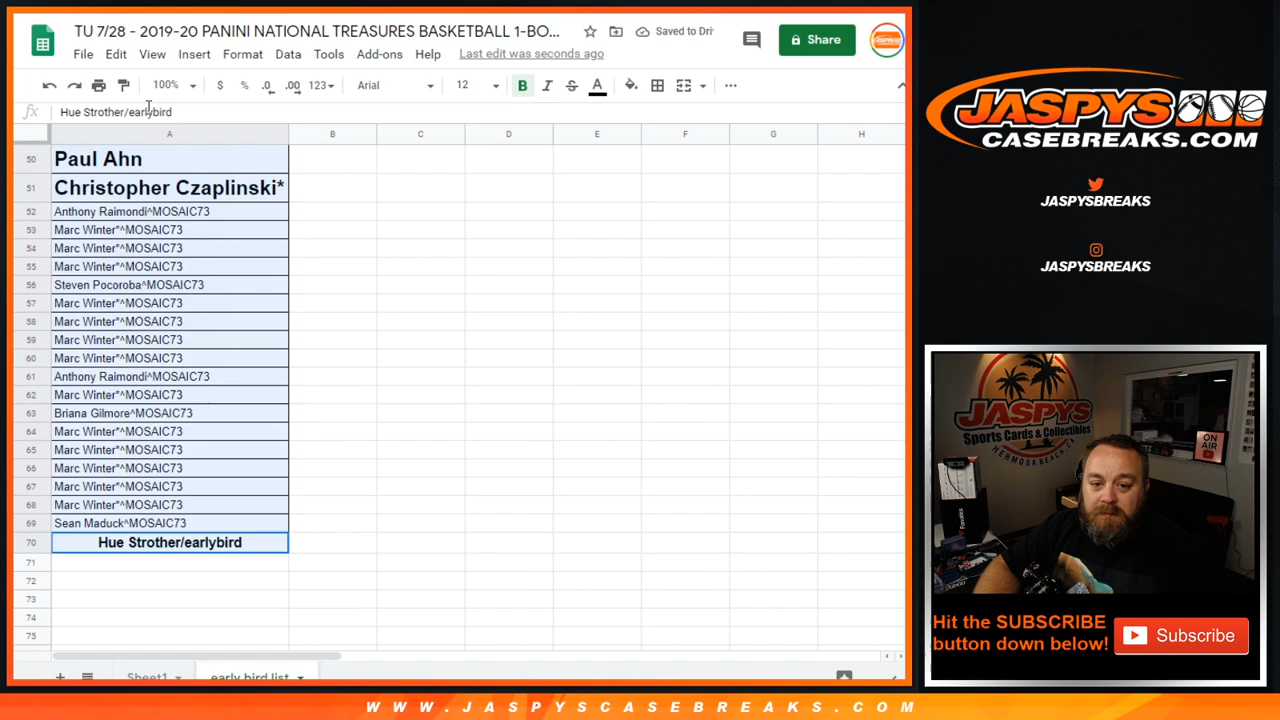 TU 7/28 - 2019-20 PANINI NATIONAL TREASURES BASKETBALL 1-BO...
Saved to Dri
Share
File Edit View Insert Format Data Tools Add-ons Help Last edit was seconds ago
100% $ % .0 .00 123 Arial 12 B I S A
fx Hue Strother/earlybird
A B C D E F G H
50 Paul Ahn
51 Christopher Czaplinski*
52 Anthony Raimondi^MOSAIC73
53 Marc Winter*^MOSAIC73
54 Marc Winter*^MOSAIC73
55 Marc Winter*^MOSAIC73
56 Steven Pocoroba^MOSAIC73
57 Marc Winter*^MOSAIC73
58 Marc Winter*^MOSAIC73
59 Marc Winter*^MOSAIC73
60 Marc Winter*^MOSAIC73
61 Anthony Raimondi^MOSAIC73
62 Marc Winter*^MOSAIC73
63 Briana Gilmore^MOSAIC73
64 Marc Winter*^MOSAIC73
65 Marc Winter*^MOSAIC73
66 Marc Winter*^MOSAIC73
67 Marc Winter*^MOSAIC73
68 Marc Winter*^MOSAIC73
69 Sean Maduck^MOSAIC73
70 Hue Strother/earlybird
71
72
73
74
75
Sheet1 early bird list
JASPYS
CASEBREAKS.COM
JASPYSBREAKS
JASPYSBREAKS
JASPYS
Sports Cards & Collectibles
HERMOSA BEACH, CA
ON AIR
Fanatics
Hit the SUBSCRIBE
button down below!
Subscribe
WWW.JASPYSCASEBREAKS.COM